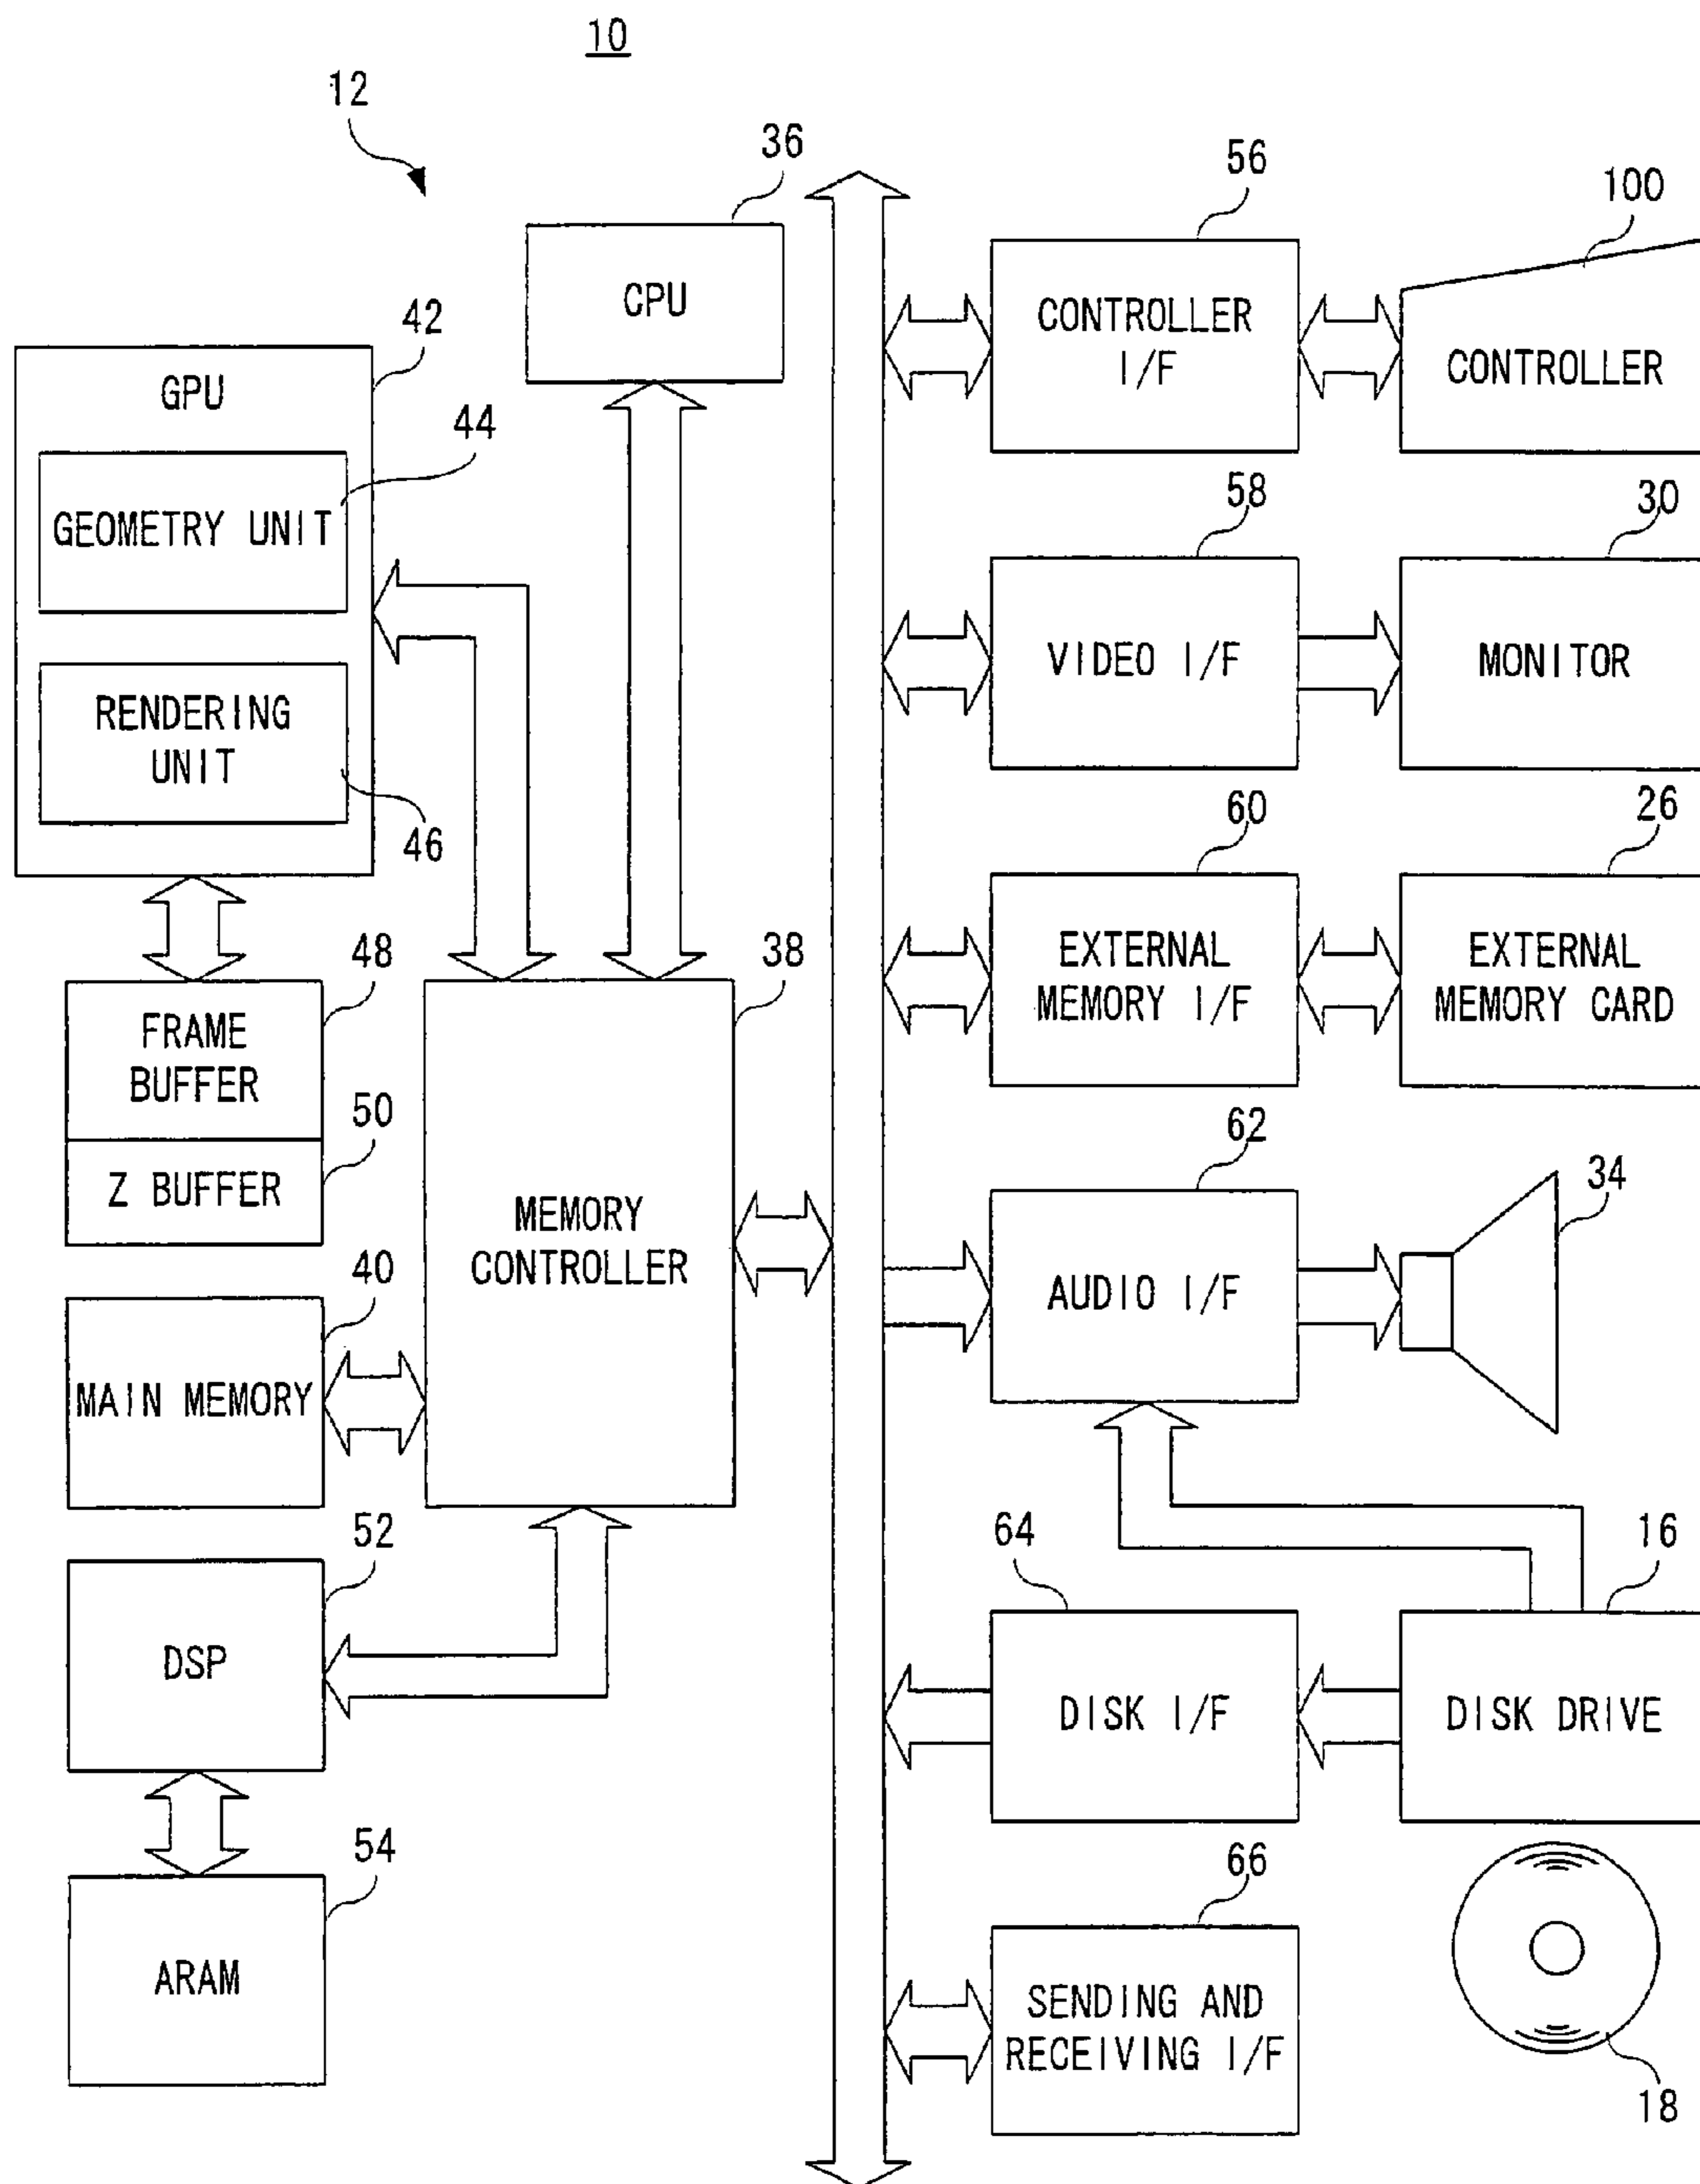 10
12
36
CPU
42
GPU
44
GEOMETRY UNIT
RENDERING
UNIT
46
48
FRAME
BUFFER
50
Z BUFFER
40
MAIN MEMORY
52
DSP
54
ARAM
38
MEMORY
CONTROLLER
56
CONTROLLER
I/F
100
CONTROLLER
58
VIDEO I/F
30
MONITOR
60
EXTERNAL
MEMORY I/F
26
EXTERNAL
MEMORY CARD
62
AUDIO I/F
34
64
DISK I/F
16
DISK DRIVE
66
SENDING AND
RECEIVING I/F
18